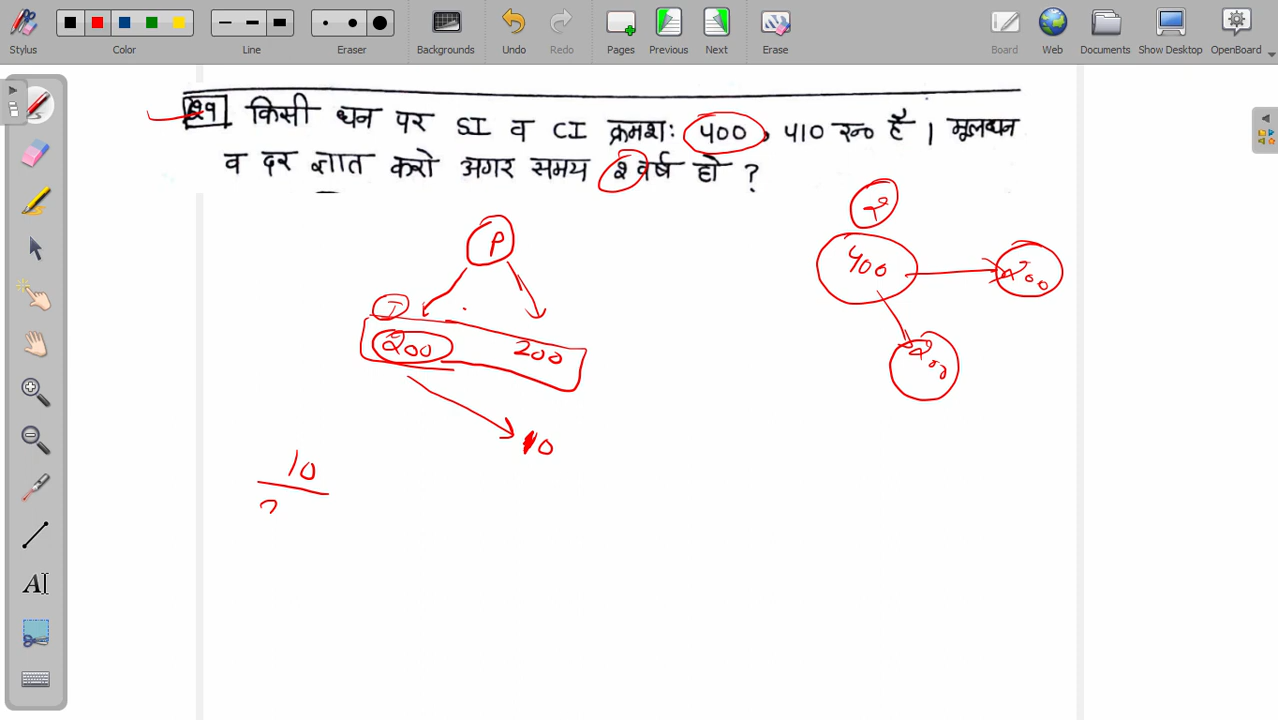 Stylus
Color
Line
Eraser
Backgrounds
Undo
Redo
Pages
Previous
Next
Erase
Board
Web
Documents
Show Desktop
OpenBoard
किसी धन पर SI व CI क्रमशः 400, 410 रू० है। मूलधन
व दर ज्ञात करो अगर समय २ वर्ष हो ?
P
2
400
200
200
I
200 200
10
10
2